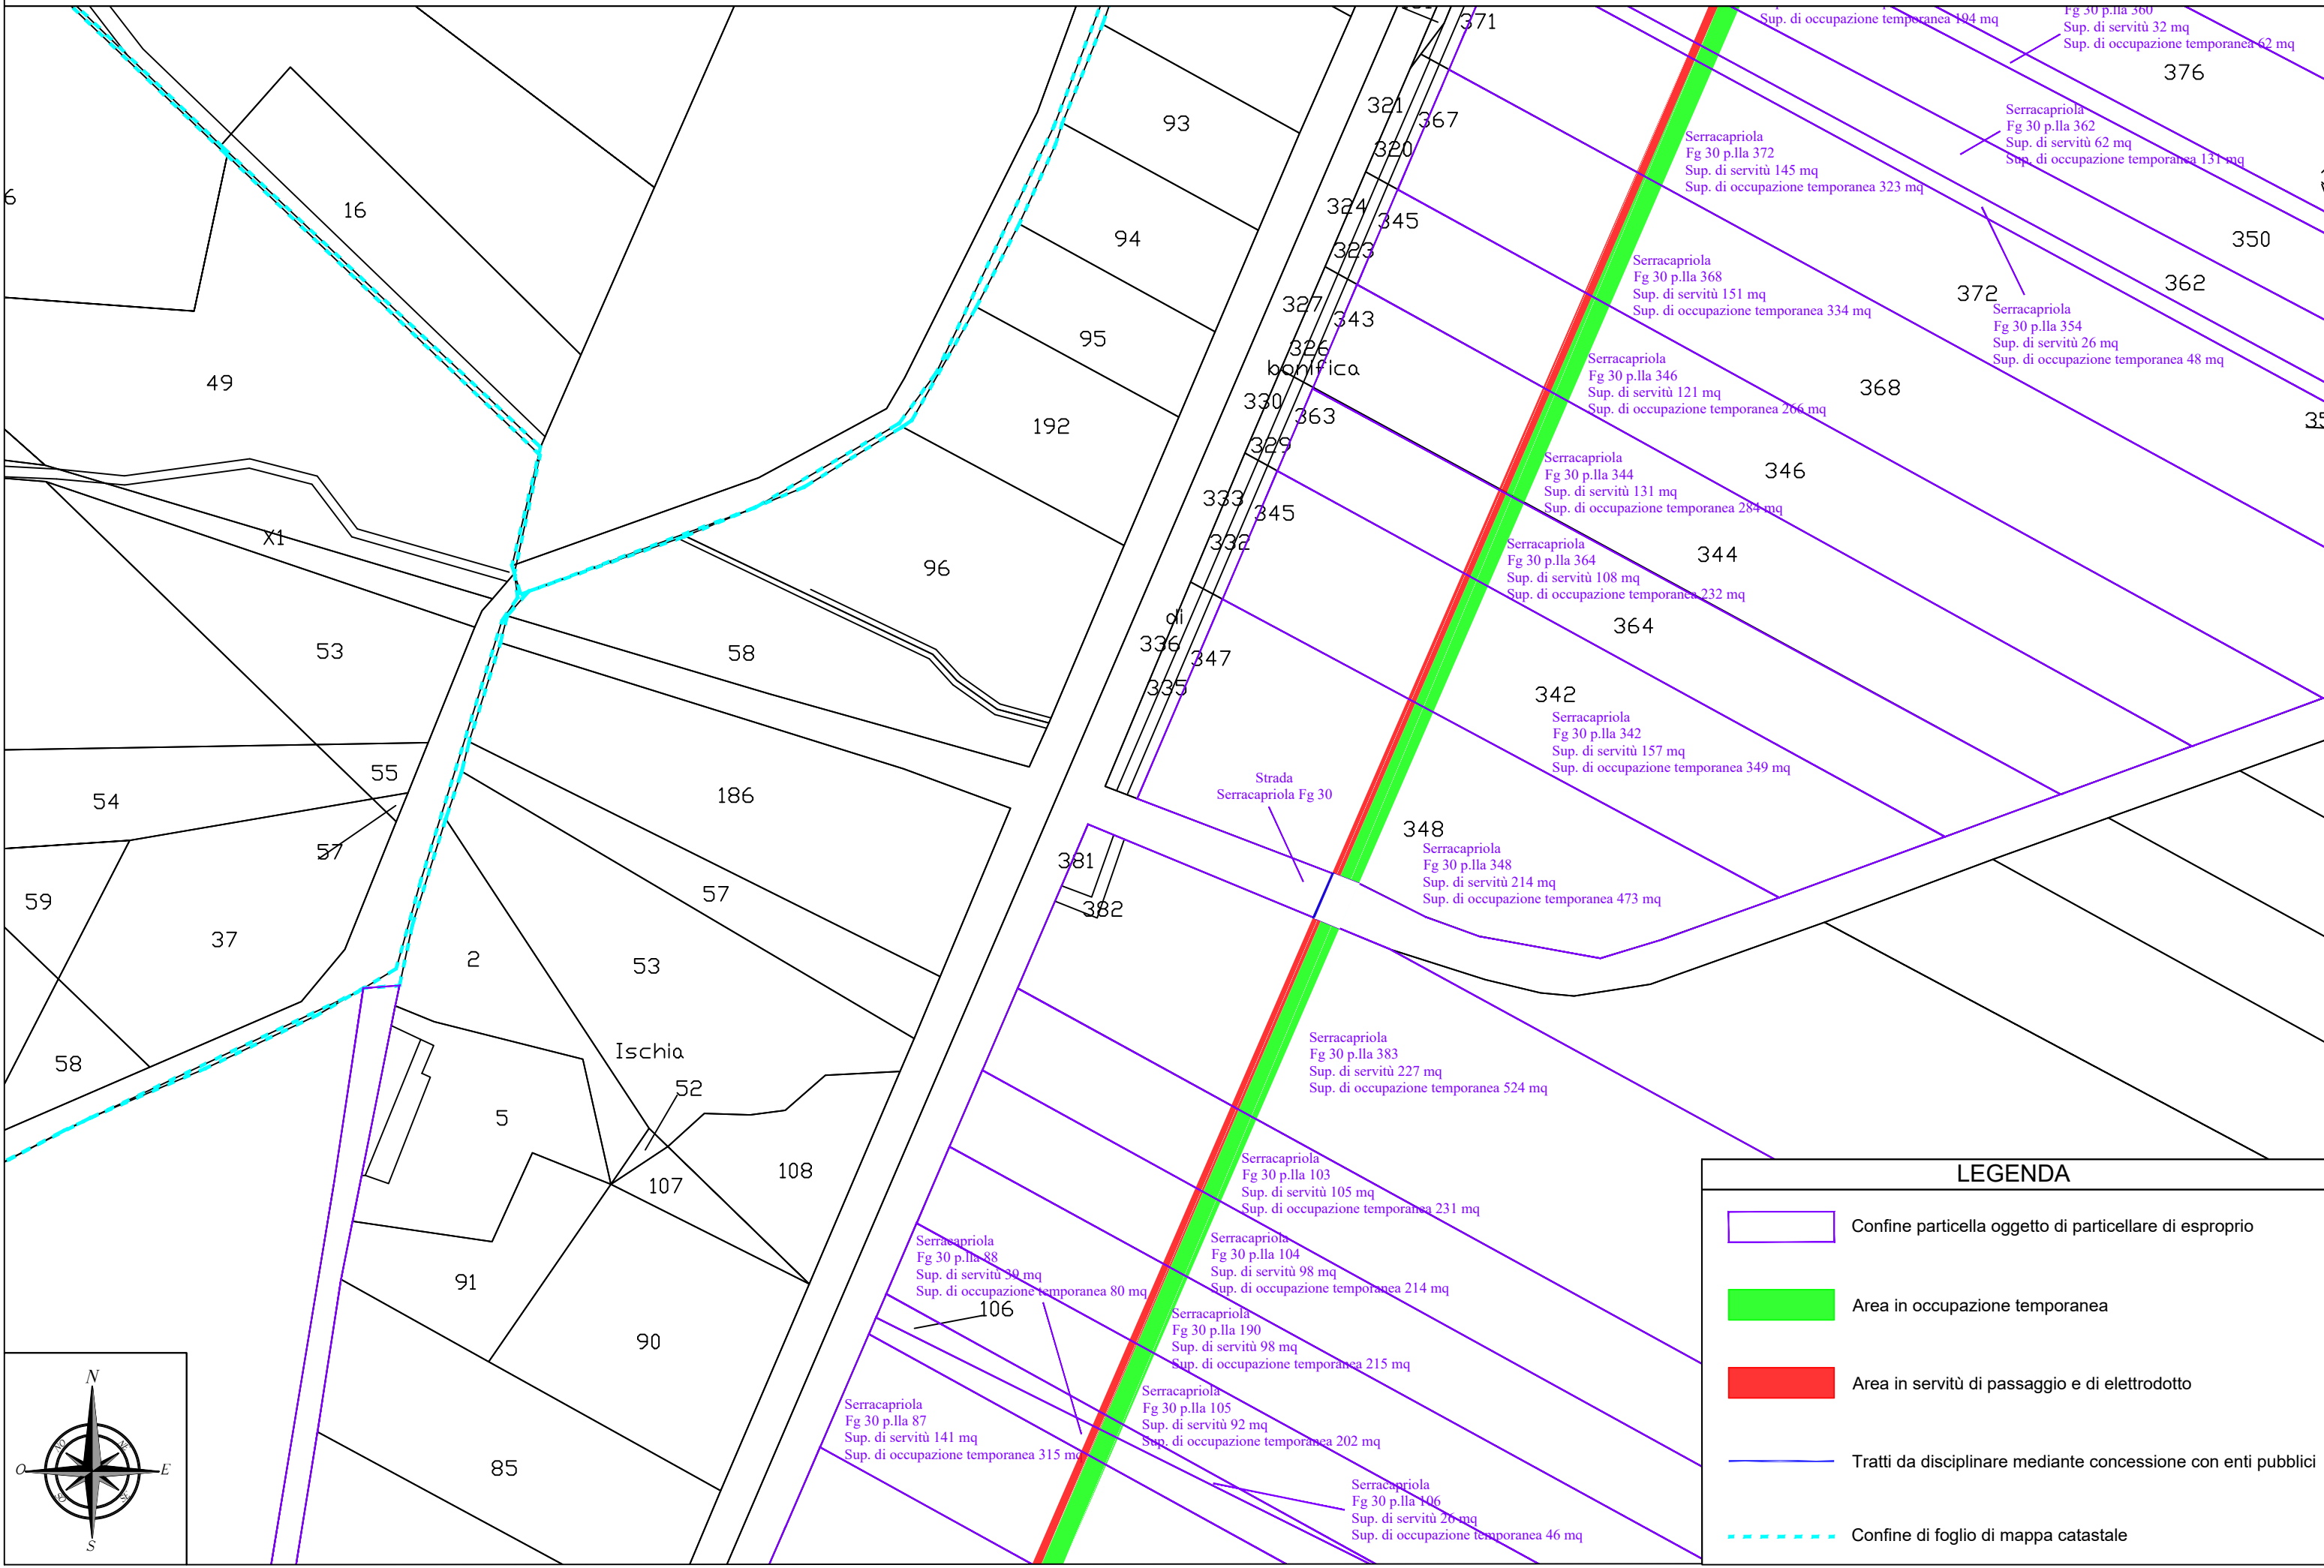 371
Sup. di occupazione temporanea 194 mq
Fg 30 p.lla 360
Sup. di servitù 32 mq
Sup. di occupazione temporanea 62 mq
376
93
321
367
320
Serracapriola
Fg 30 p.lla 372
Sup. di servitù 145 mq
Sup. di occupazione temporanea 323 mq
Serracapriola
Fg 30 p.lla 362
Sup. di servitù 62 mq
Sup. di occupazione temporanea 131 mq
6
16
94
324
345
323
350
Serracapriola
Fg 30 p.lla 368
Sup. di servitù 151 mq
Sup. di occupazione temporanea 334 mq
372
362
Serracapriola
Fg 30 p.lla 354
Sup. di servitù 26 mq
Sup. di occupazione temporanea 48 mq
327
343
95
326
bonifica
49
Serracapriola
Fg 30 p.lla 346
Sup. di servitù 121 mq
Sup. di occupazione temporanea 266 mq
368
330
363
192
329
346
Serracapriola
Fg 30 p.lla 344
Sup. di servitù 131 mq
Sup. di occupazione temporanea 284 mq
333
345
332
X1
96
344
Serracapriola
Fg 30 p.lla 364
Sup. di servitù 108 mq
Sup. di occupazione temporanea 232 mq
di
336
347
335
364
53
58
342
Serracapriola
Fg 30 p.lla 342
Sup. di servitù 157 mq
Sup. di occupazione temporanea 349 mq
55
54
186
Strada
Serracapriola Fg 30
57
348
Serracapriola
Fg 30 p.lla 348
Sup. di servitù 214 mq
Sup. di occupazione temporanea 473 mq
381
382
59
57
37
2
53
Ischia
52
58
5
Serracapriola
Fg 30 p.lla 383
Sup. di servitù 227 mq
Sup. di occupazione temporanea 524 mq
107
108
Serracapriola
Fg 30 p.lla 103
Sup. di servitù 105 mq
Sup. di occupazione temporanea 231 mq
Serracapriola
Fg 30 p.lla 88
Sup. di servitù 39 mq
Sup. di occupazione temporanea 80 mq
Serracapriola
Fg 30 p.lla 104
Sup. di servitù 98 mq
Sup. di occupazione temporanea 214 mq
91
106
90
Serracapriola
Fg 30 p.lla 190
Sup. di servitù 98 mq
Sup. di occupazione temporanea 215 mq
Serracapriola
Fg 30 p.lla 87
Sup. di servitù 141 mq
Sup. di occupazione temporanea 315 mq
Serracapriola
Fg 30 p.lla 105
Sup. di servitù 92 mq
Sup. di occupazione temporanea 202 mq
85
Serracapriola
Fg 30 p.lla 106
Sup. di servitù 26 mq
Sup. di occupazione temporanea 46 mq
N
O
E
S
LEGENDA
Confine particella oggetto di particellare di esproprio
Area in occupazione temporanea
Area in servitù di passaggio e di elettrodotto
Tratti da disciplinare mediante concessione con enti pubblici
Confine di foglio di mappa catastale